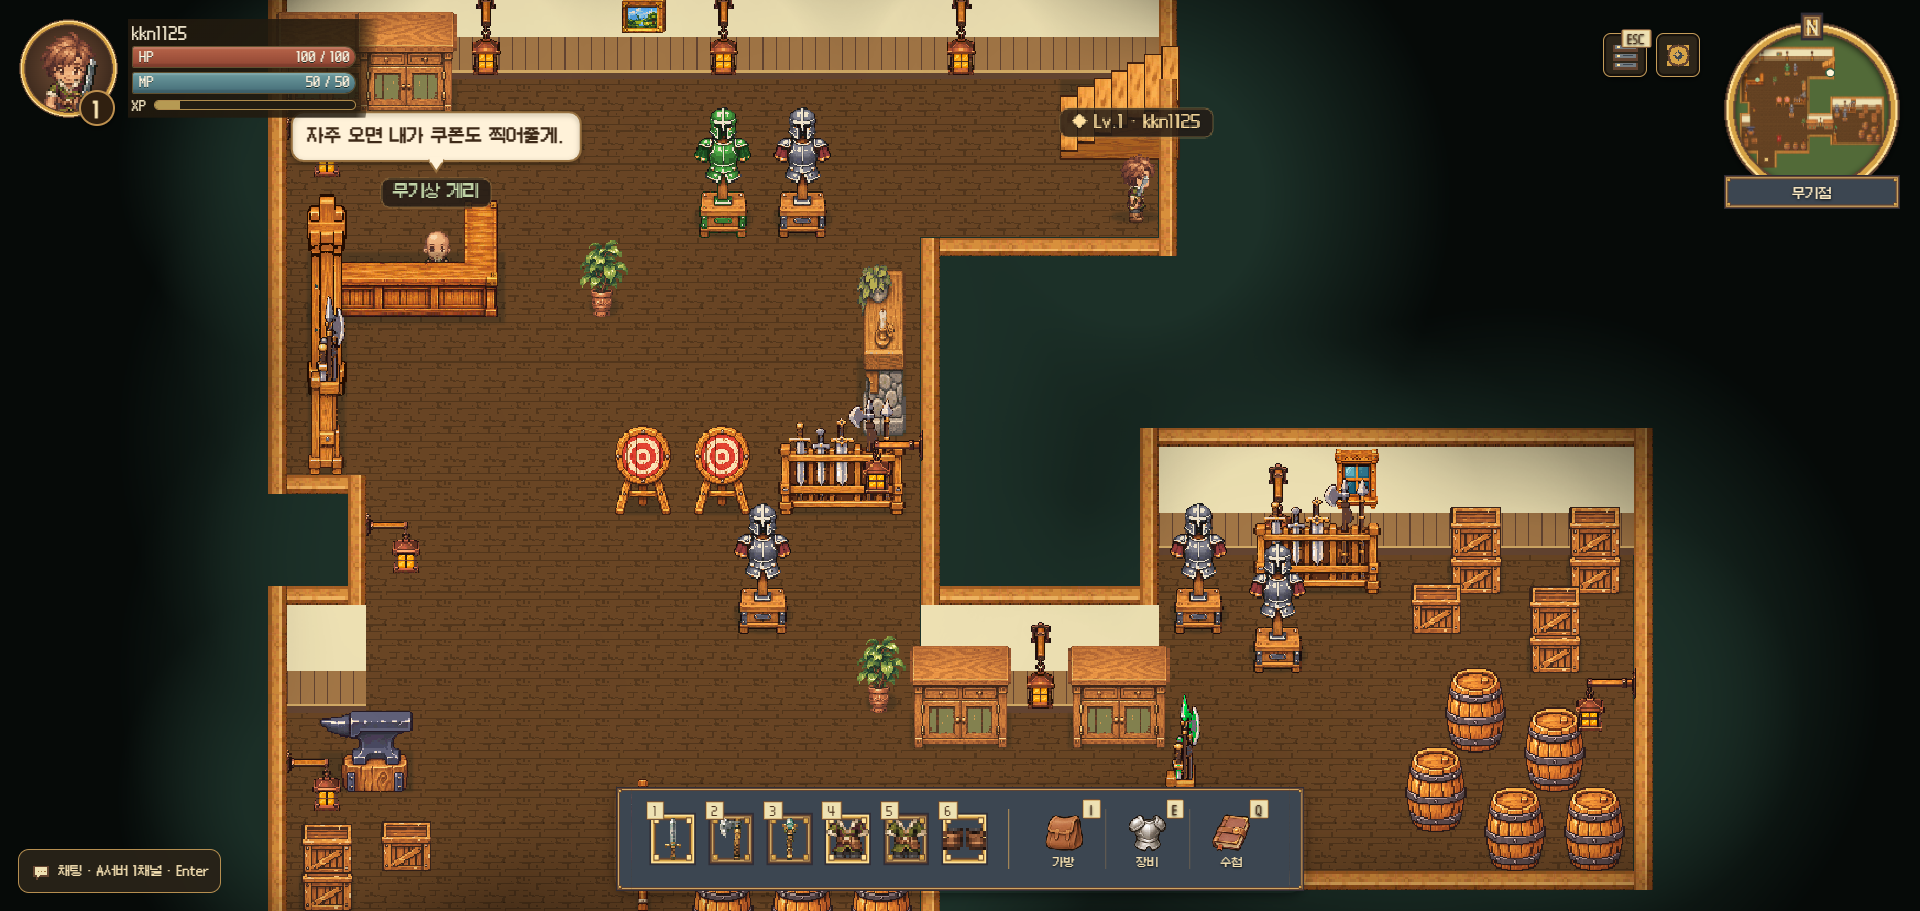 kkn1125
HP 100 / 100
MP 50 / 50
XP
1
자주 오면 내가 쿠폰도 찍어줄게.
무기상 게리
Lv.1 · kkn1125
ESC
N
무기점
1 2 3 4 5 6
I E Q
가방 장비 수첩
채팅 · A서버 1채널 · Enter